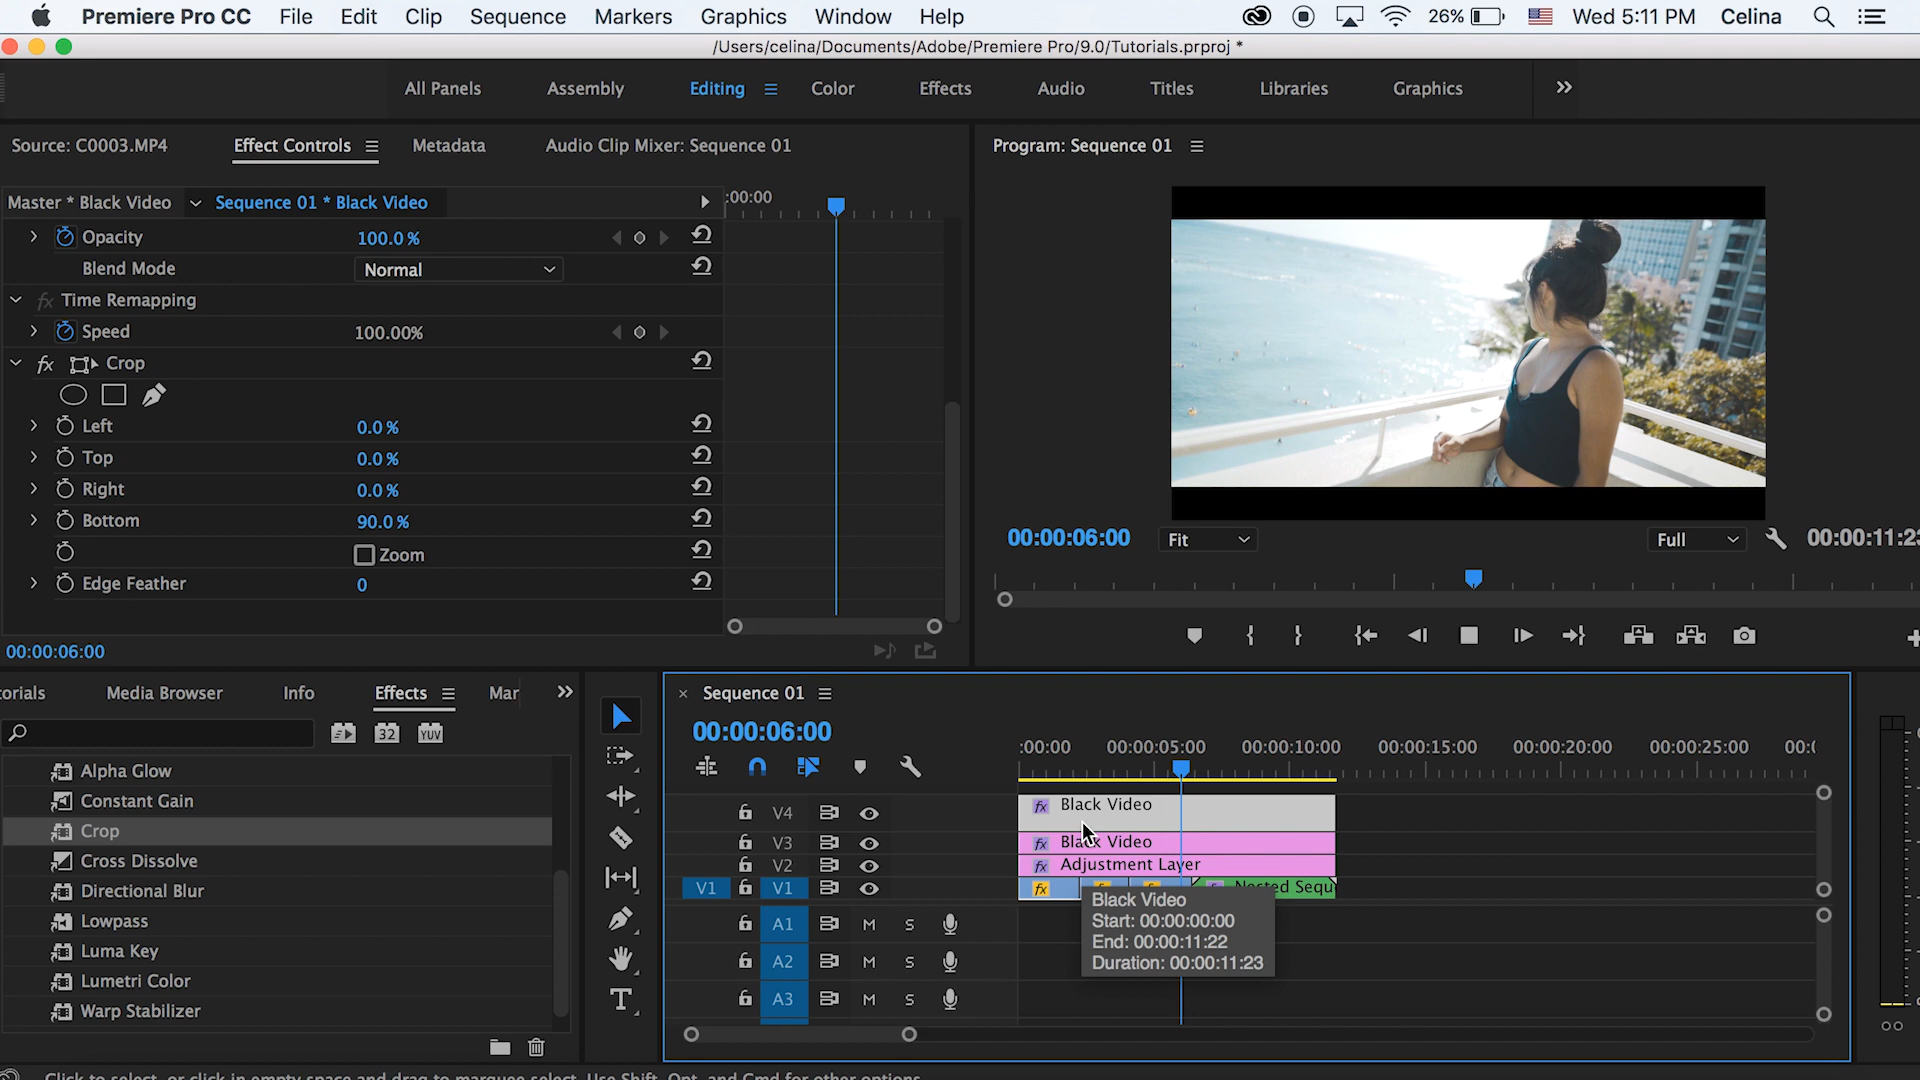 Premiere Pro CC File Edit Clip Sequence Markers Graphics Window Help 26% Wed 5:11 PM Celina
/Users/celina/Documents/Adobe/Premiere Pro/9.0/Tutorials.prproj *
All Panels Assembly Editing Color Effects Audio Titles Libraries Graphics
Source: C0003.MP4 Effect Controls Metadata Audio Clip Mixer: Sequence 01
Master * Black Video Sequence 01 * Black Video :00:00
Opacity 100.0 %
Blend Mode Normal
fx Time Remapping
Speed 100.00%
fx Crop
Left 0.0 %
Top 0.0 %
Right 0.0 %
Bottom 90.0 %
Zoom
Edge Feather 0
00:00:06:00
Program: Sequence 01
00:00:06:00 Fit Full 00:00:11:23
orials Media Browser Info Effects Mar
32 YUV
Alpha Glow
Constant Gain
Crop
Cross Dissolve
Directional Blur
Lowpass
Luma Key
Lumetri Color
Warp Stabilizer
Sequence 01
00:00:06:00
:00:00 00:00:05:00 00:00:10:00 00:00:15:00 00:00:20:00 00:00:25:00 00:0
V4 fx Black Video
V3 fx Black Video
V2 fx Adjustment Layer
V1 V1 fx Nested Sequ
Black Video
Start: 00:00:00:00
End: 00:00:11:22
Duration: 00:00:11:23
A1 M S
A2 M S
A3 M S
Click to select, or click in empty space and drag to marquee select. Use Shift, Opt, and Cmd for other options.